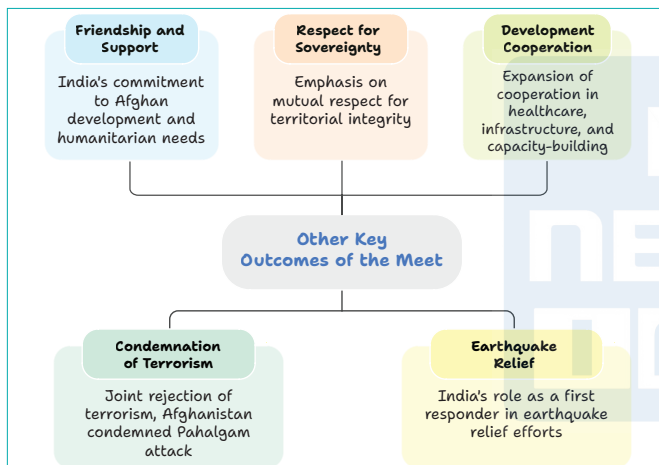 Friendship and
Support
India's commitment
to Afghan
development and
humanitarian needs
Respect for
Sovereignty
Emphasis on
mutual respect for
territorial integrity
Development
Cooperation
Expansion of
cooperation in
healthcare,
infrastructure, and
capacity-building
Other Key
Outcomes of the Meet
Condemnation
of Terrorism
Joint rejection of
terrorism, Afghanistan
condemned Pahalgam
attack
Earthquake
Relief
India's role as a first
responder in earthquake
relief efforts